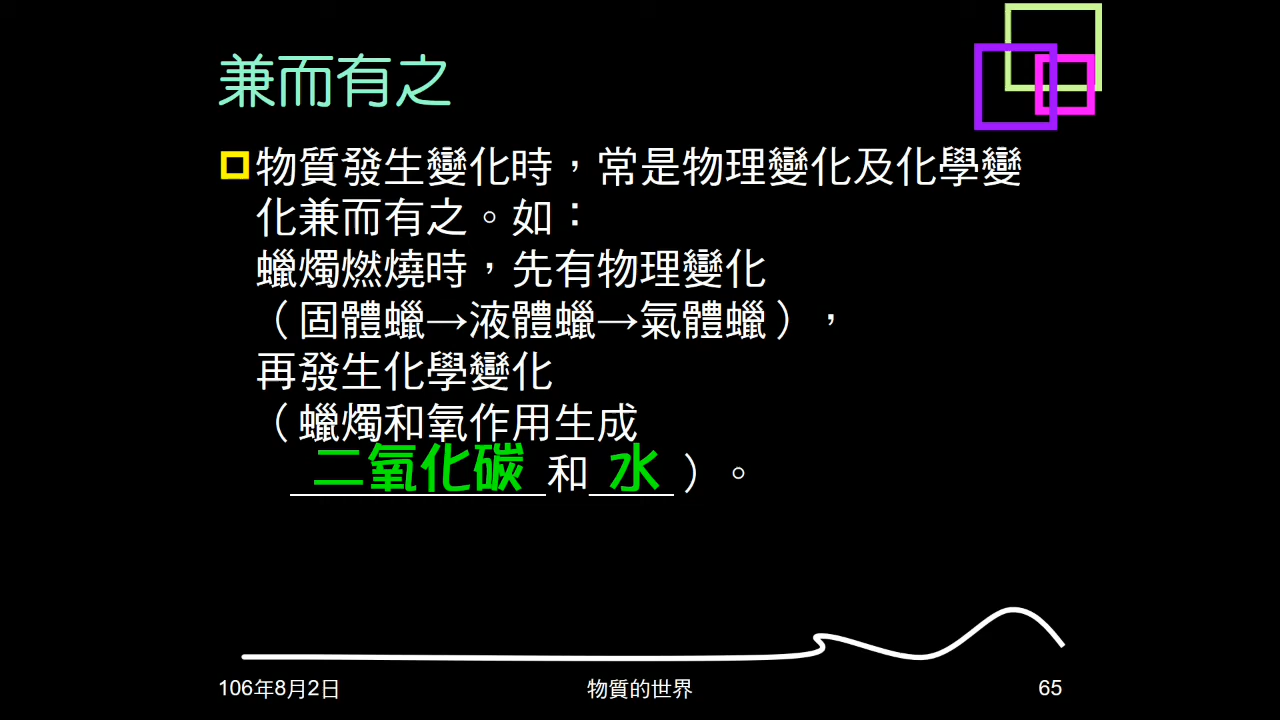 兼而有之
物質發生變化時，常是物理變化及化學變
化兼而有之。如：
蠟燭燃燒時，先有物理變化
（固體蠟→液體蠟→氣體蠟），
再發生化學變化
（蠟燭和氧作用生成
二氧化碳和水）。
106年8月2日
物質的世界
65